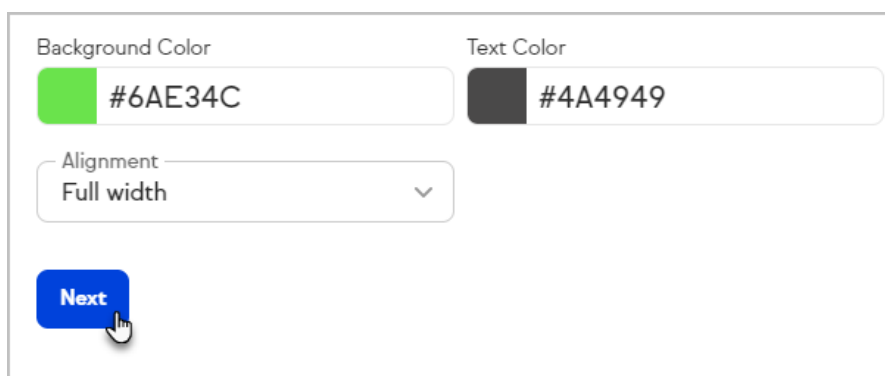 Background Color
Text Color
#6AE34C
#4A4949
Alignment
Full width
Next